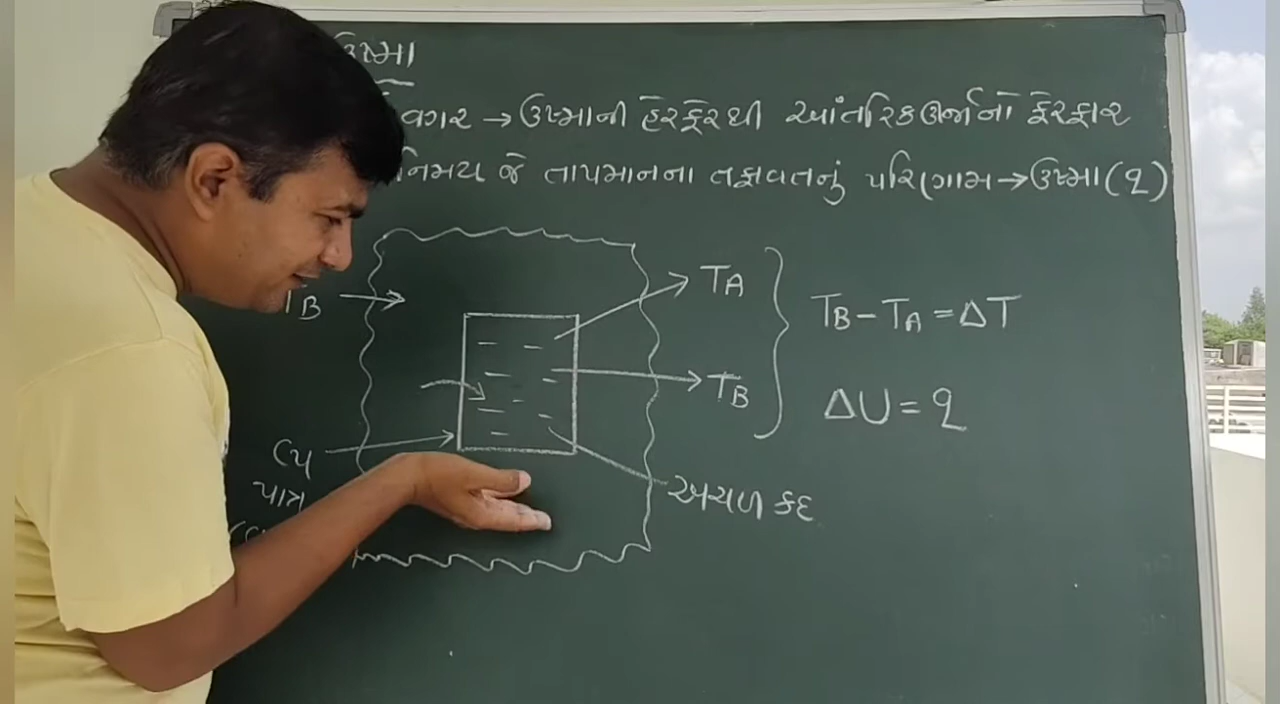 ઉષ્મા
વગર → ઉષ્માની હેરફેરથી આંતરિકઊર્જાનો ફેરફાર
જે તાપમાનના તફાવતનું પરિણામ → ઉષ્મા (q)
TA
TB
TB - TA = ΔT
TB
ΔU = q
Cu
પાત્ર
અચળ કદ